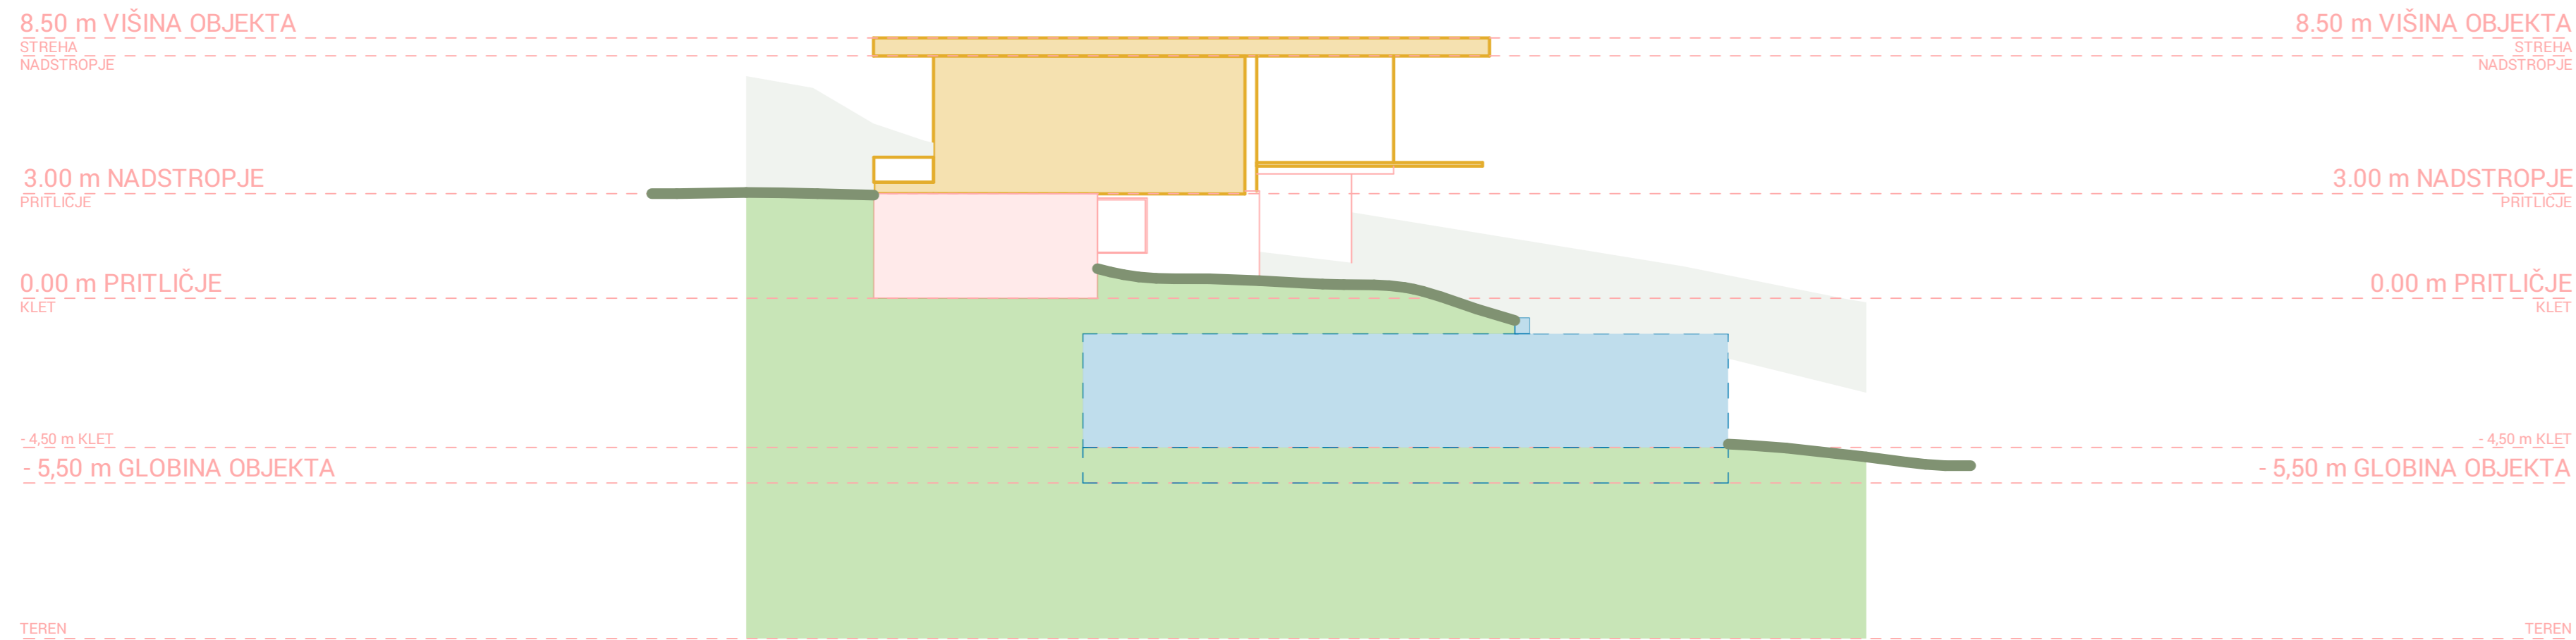 8.50 m VIŠINA OBJEKTA
STREHA
NADSTROPJE
3.00 m NADSTROPJE
PRITLIČJE
0.00 m PRITLIČJE
KLET
- 4,50 m KLET
- 5,50 m GLOBINA OBJEKTA
TEREN
8.50 m VIŠINA OBJEKTA
STREHA
NADSTROPJE
3.00 m NADSTROPJE
PRITLIČJE
0.00 m PRITLIČJE
KLET
- 4,50 m KLET
- 5,50 m GLOBINA OBJEKTA
TEREN